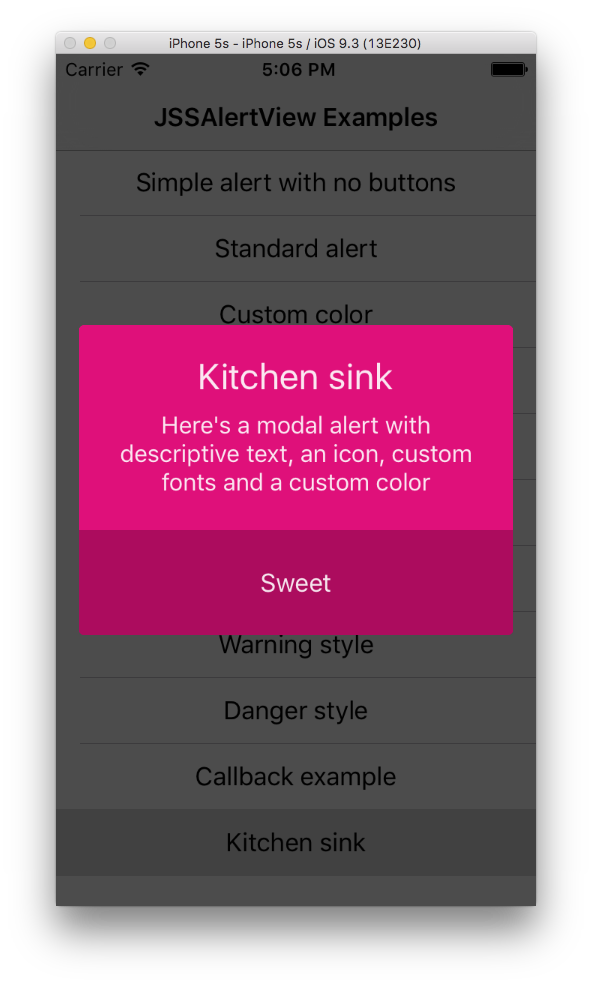 iPhone 5s - iPhone 5s / iOS 9.3 (13E230)
Carrier 5:06 PM
JSSAlertView Examples
Simple alert with no buttons
Standard alert
Custom color
Kitchen sink
Here's a modal alert with
descriptive text, an icon, custom
fonts and a custom color
Sweet
Warning style
Danger style
Callback example
Kitchen sink